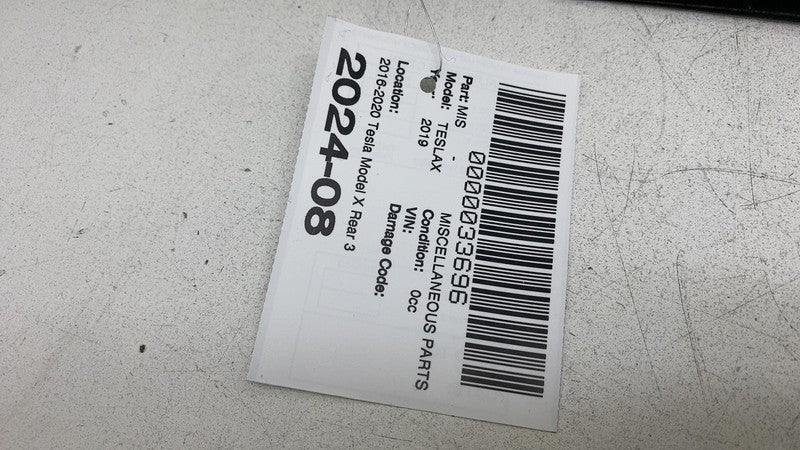 0000033696
Part: MIS - MISCELLANEOUS PARTS
Model: TESLAX Condition: 0cc
Year: 2019 VIN:
Damage Code:
Location:
2016-2020 Tesla Model X Rear 3
2024-08